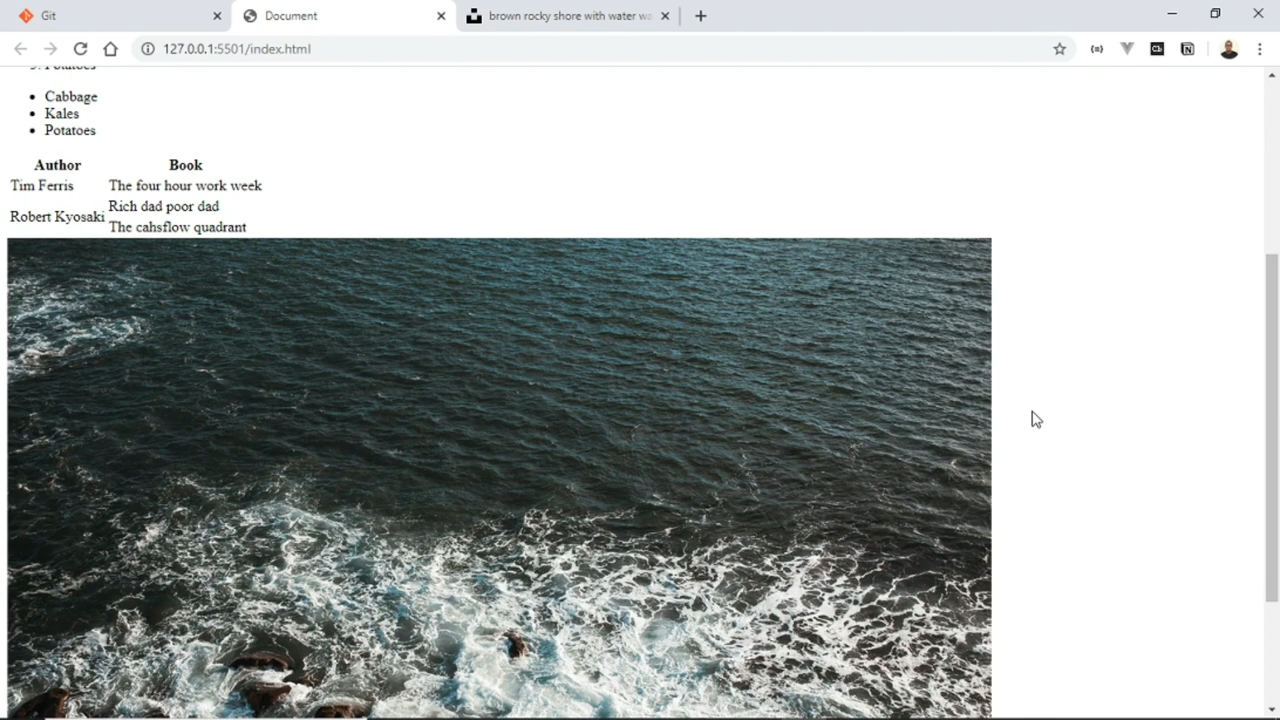 Git
Document
brown rocky shore with water wa
127.0.0.1:5501/index.html
Potatoes
• Cabbage
• Kales
• Potatoes
Author Book
Tim Ferris The four hour work week
Robert Kyosaki Rich dad poor dad
The cahsflow quadrant